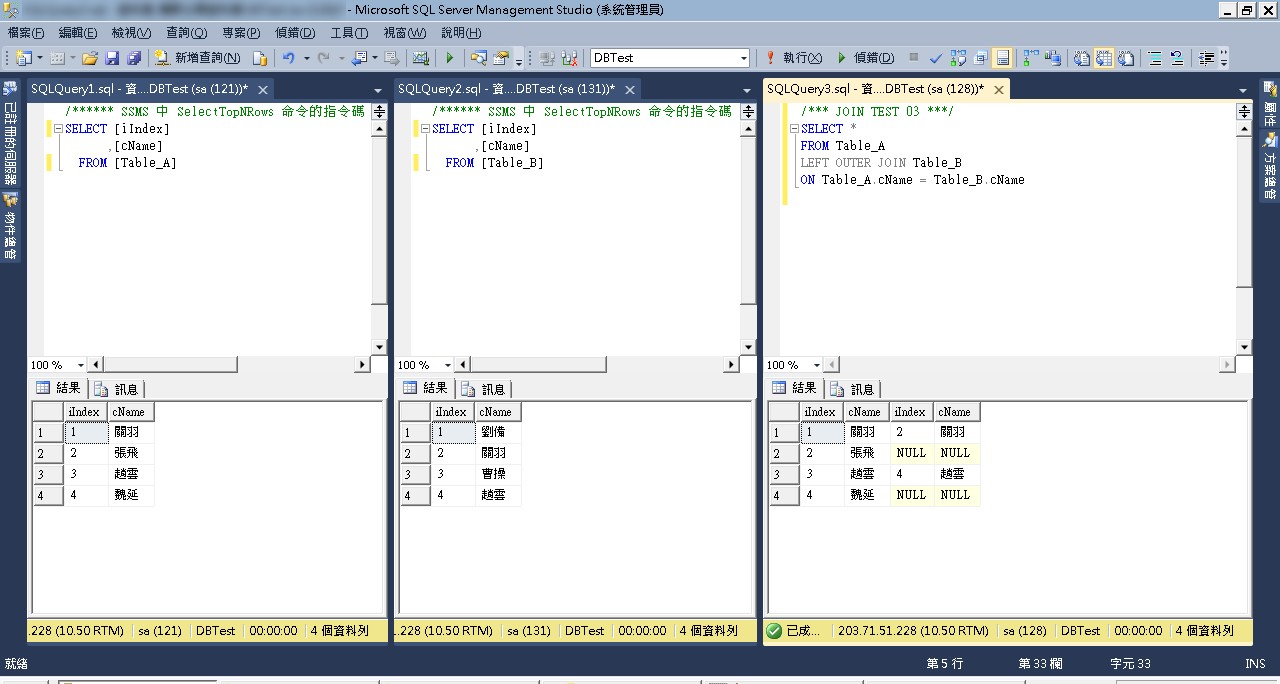 - Microsoft SQL Server Management Studio (系統管理員)
檔案(F) 編輯(E) 檢視(V) 查詢(Q) 專案(P) 偵錯(D) 工具(T) 視窗(W) 說明(H)
新增查詢(N) DBTest 執行(X) 偵錯(D)
已註冊的伺服器
物件總管
SQLQuery1.sql - 資....DBTest (sa (121))*
/****** SSMS 中 SelectTopNRows 命令的指令碼
SELECT [iIndex]
,[cName]
FROM [Table_A]
100 %
結果 訊息
iIndex cName
1 1 關羽
2 2 張飛
3 3 趙雲
4 4 魏延
.228 (10.50 RTM) sa (121) DBTest 00:00:00 4 個資料列
SQLQuery2.sql - 資....DBTest (sa (131))*
/****** SSMS 中 SelectTopNRows 命令的指令碼
SELECT [iIndex]
,[cName]
FROM [Table_B]
100 %
結果 訊息
iIndex cName
1 1 劉備
2 2 關羽
3 3 曹操
4 4 趙雲
.228 (10.50 RTM) sa (131) DBTest 00:00:00 4 個資料列
SQLQuery3.sql - 資....DBTest (sa (128))*
/*** JOIN TEST 03 ***/
SELECT *
FROM Table_A
LEFT OUTER JOIN Table_B
ON Table_A.cName = Table_B.cName
100 %
結果 訊息
iIndex cName iIndex cName
1 1 關羽 2 關羽
2 2 張飛 NULL NULL
3 3 趙雲 4 趙雲
4 4 魏延 NULL NULL
已成... 203.71.51.228 (10.50 RTM) sa (128) DBTest 00:00:00 4 個資料列
屬性
方案總管
就緒 第 5 行 第 33 欄 字元 33 INS